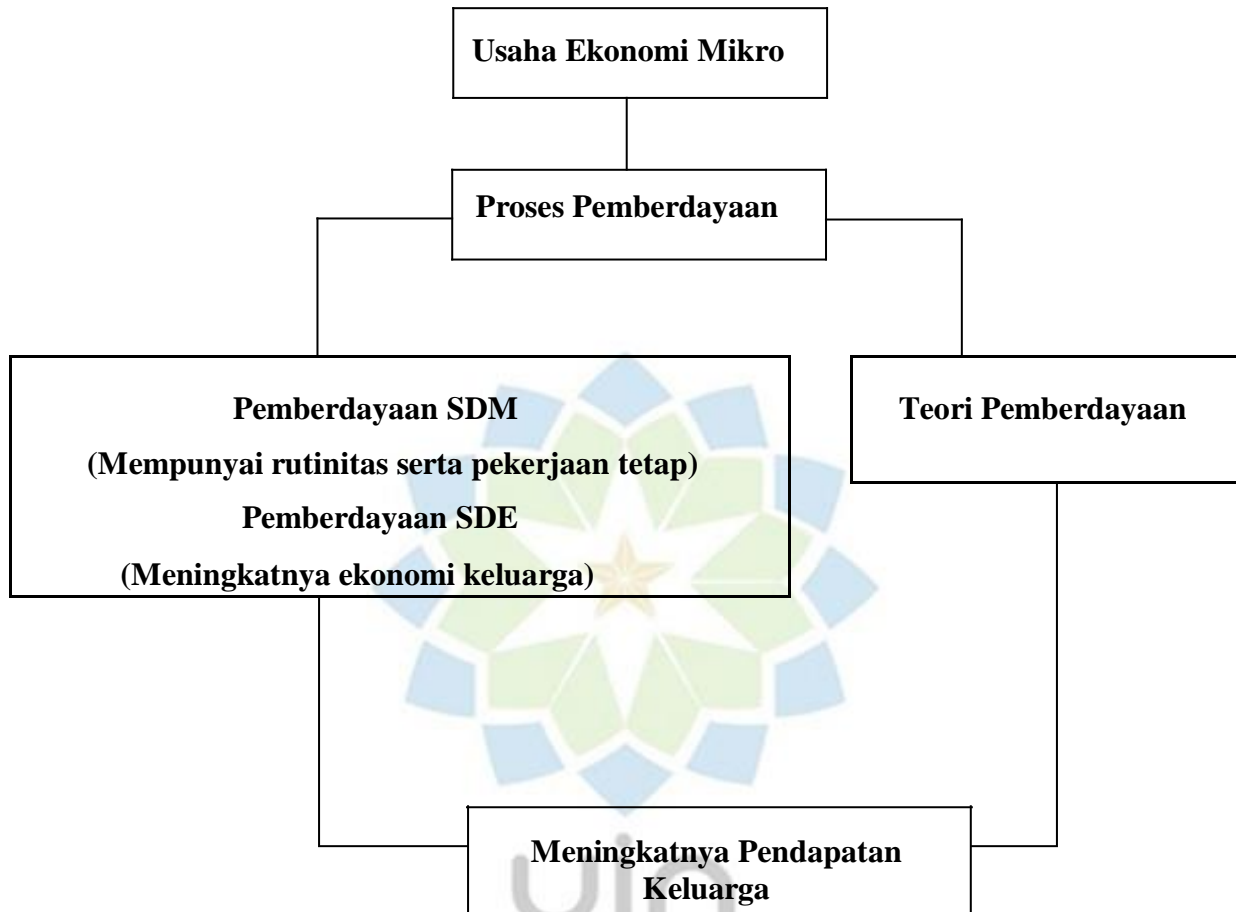 Usaha Ekonomi Mikro
Proses Pemberdayaan
Pemberdayaan SDM
(Mempunyai rutinitas serta pekerjaan tetap)
Pemberdayaan SDE
(Meningkatnya ekonomi keluarga)
Teori Pemberdayaan
Meningkatnya Pendapatan
Keluarga
uin